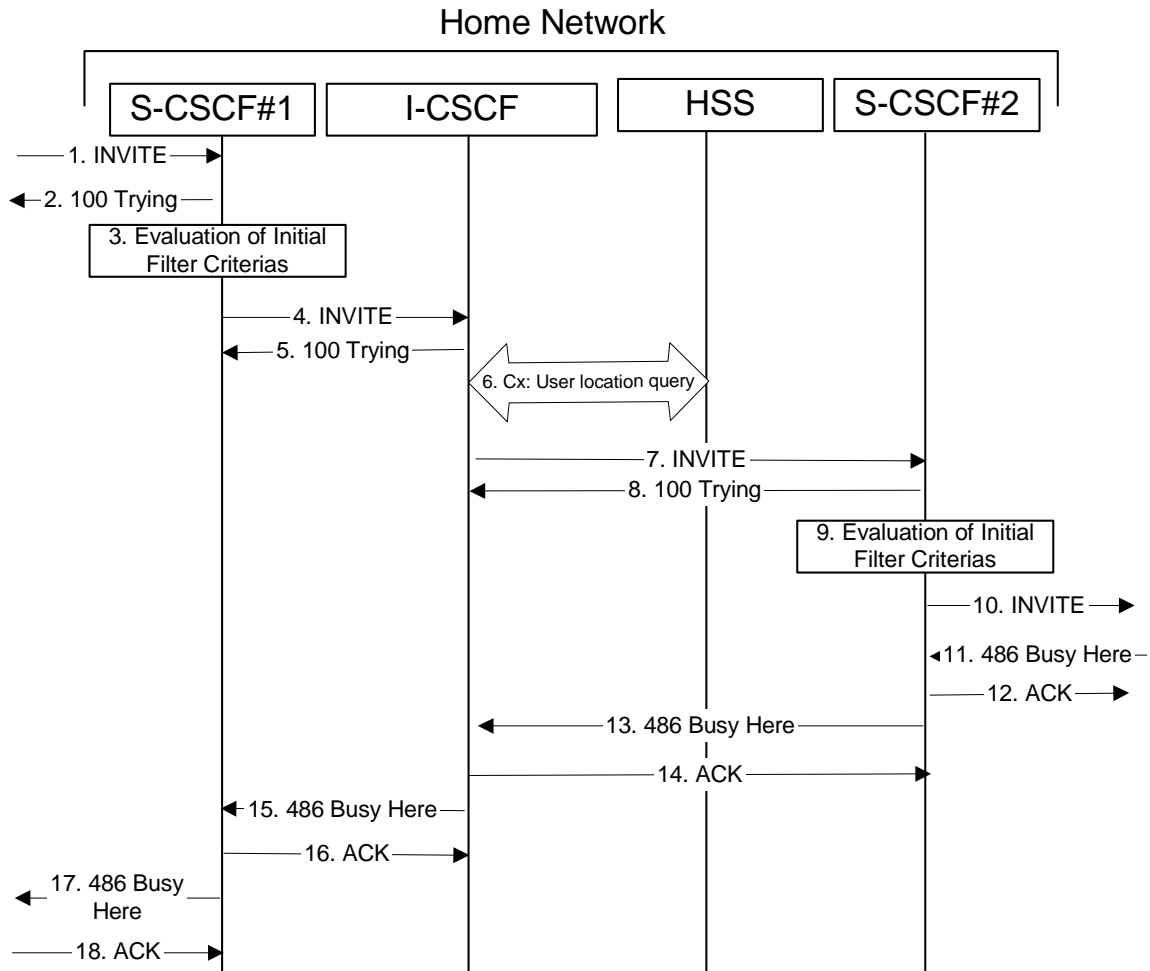 Home Network
S-CSCF#1
I-CSCF
HSS
S-CSCF#2
1. INVITE
2. 100 Trying
3. Evaluation of Initial
Filter Criterias
4. INVITE
5. 100 Trying
6. Cx: User location query
7. INVITE
8. 100 Trying
9. Evaluation of Initial
Filter Criterias
10. INVITE
11. 486 Busy Here
12. ACK
13. 486 Busy Here
14. ACK
15. 486 Busy Here
16. ACK
17. 486 Busy
Here
18. ACK